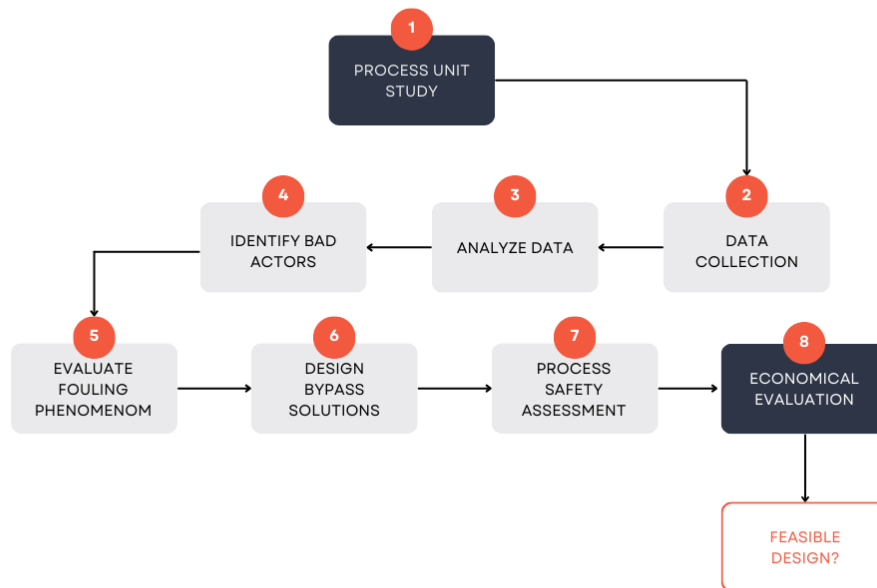 1
PROCESS UNIT
STUDY
2
DATA
COLLECTION
3
ANALYZE DATA
4
IDENTIFY BAD
ACTORS
5
EVALUATE
FOULING
PHENOMENOM
6
DESIGN
BYPASS
SOLUTIONS
7
PROCESS
SAFETY
ASSESSMENT
8
ECONOMICAL
EVALUATION
FEASIBLE
DESIGN?